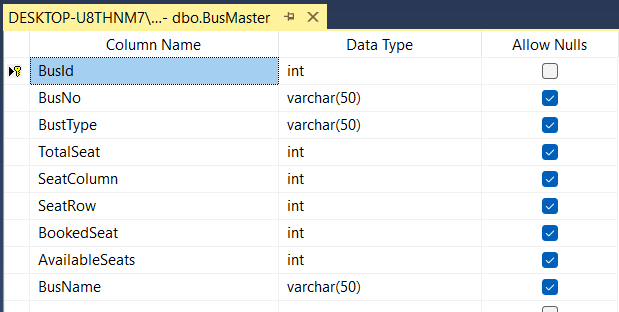 DESKTOP-U8THNM7\...- dbo.BusMaster
Column Name Data Type Allow Nulls
BusId int
BusNo varchar(50)
BustType varchar(50)
TotalSeat int
SeatColumn int
SeatRow int
BookedSeat int
AvailableSeats int
BusName varchar(50)